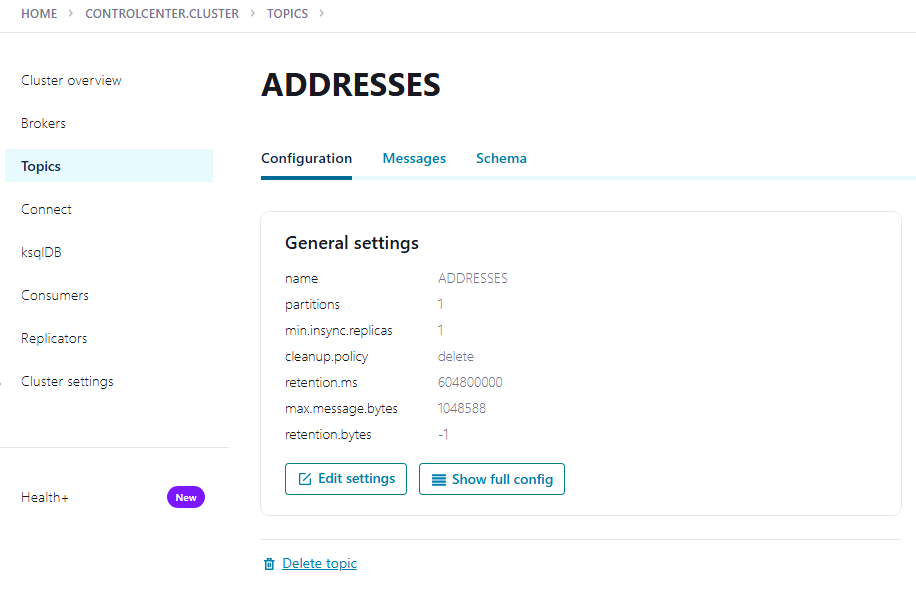 HOME > CONTROLCENTER.CLUSTER > TOPICS >
Cluster overview
Brokers
Topics
Connect
ksqlDB
Consumers
Replicators
Cluster settings
Health+ New
ADDRESSES
Configuration Messages Schema
General settings
name ADDRESSES
partitions 1
min.insync.replicas 1
cleanup.policy delete
retention.ms 604800000
max.message.bytes 1048588
retention.bytes -1
Edit settings Show full config
Delete topic